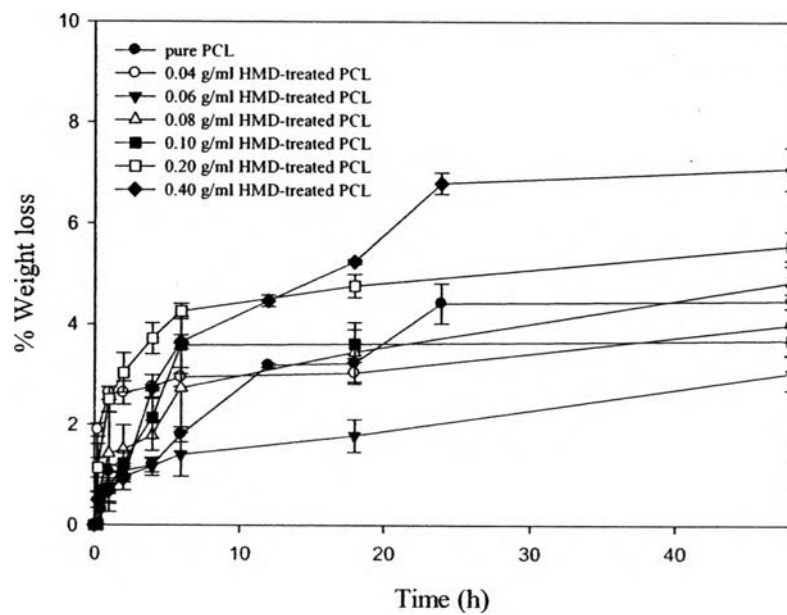 10
pure PCL
0.04 g/ml HMD-treated PCL
0.06 g/ml HMD-treated PCL
8
0.08 g/ml HMD-treated PCL
0.10 g/ml HMD-treated PCL
0.20 g/ml HMD-treated PCL
0.40 g/ml HMD-treated PCL
6
% Weight loss
4
2
0
0 10 20 30 40
Time (h)